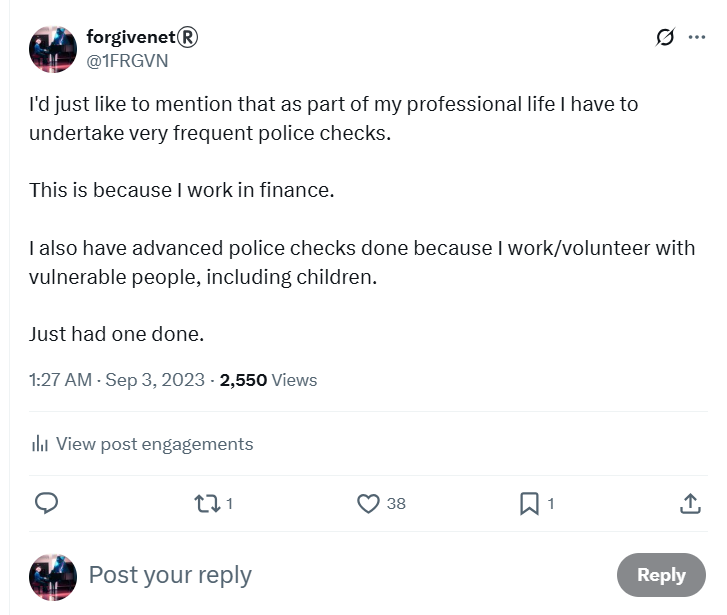 forgivenet®
@1FRGVN
I'd just like to mention that as part of my professional life I have to
undertake very frequent police checks.
This is because I work in finance.
I also have advanced police checks done because I work/volunteer with
vulnerable people, including children.
Just had one done.
1:27 AM · Sep 3, 2023 · 2,550 Views
View post engagements
1 38 1
Post your reply Reply